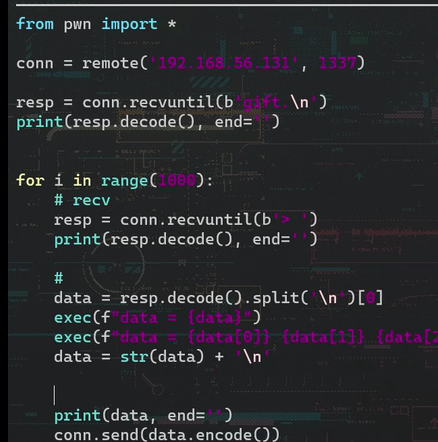 from pwn import *
conn = remote('192.168.56.131', 1337)
resp = conn.recvuntil(b'gift.\n')
print(resp.decode(), end='')
for i in range(1000):
# recv
resp = conn.recvuntil(b'> ')
print(resp.decode(), end='')
#
data = resp.decode().split('\n')[0]
exec(f"data = {data}")
exec(f"data = {data[0]} {data[1]} {data[2
data = str(data) + '\n'
print(data, end='')
conn.send(data.encode())